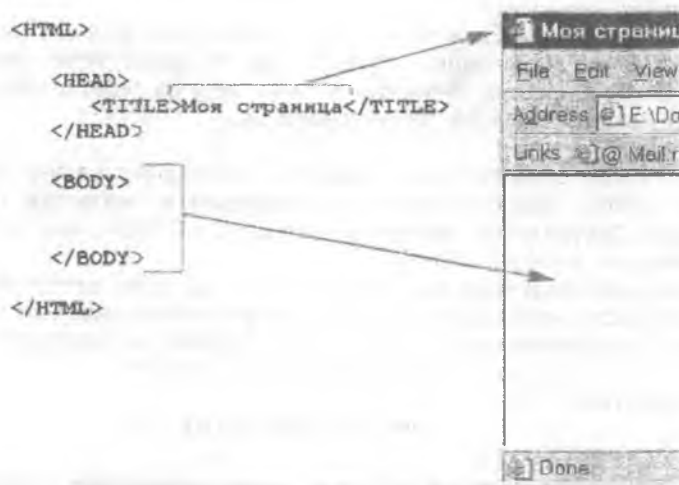 <HTML>
<HEAD>
<TITLE>Моя страница</TITLE>
</HEAD>
<BODY>
</BODY>
</HTML>
Моя страниц
File Edit View
Address E:\Do
Links @ Mail.r
Done